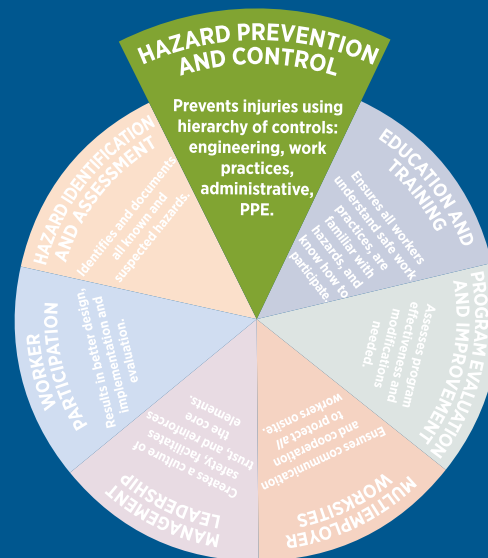 HAZARD PREVENTION
AND CONTROL
Prevents injuries using
hierarchy of controls:
engineering, work
practices,
administrative,
PPE.
EDUCATION AND
TRAINING
Ensures all workers
understand safe work
practices, are
familiar with
hazards, and
know how to
participate.
PROGRAM EVALUATION
AND IMPROVEMENT
Assesses program
effectiveness and
modifications
needed.
MULTIEMPLOYER
WORKSITES
Ensures communication
and cooperation
to protect all
workers onsite.
MANAGEMENT
LEADERSHIP
Creates a culture of
safety, facilitates
trust, and reinforces
the core
elements.
WORKER
PARTICIPATION
Results in better design,
implementation and
evaluation.
HAZARD IDENTIFICATION
AND ASSESSMENT
Identifies and documents
all known and
suspected hazards.